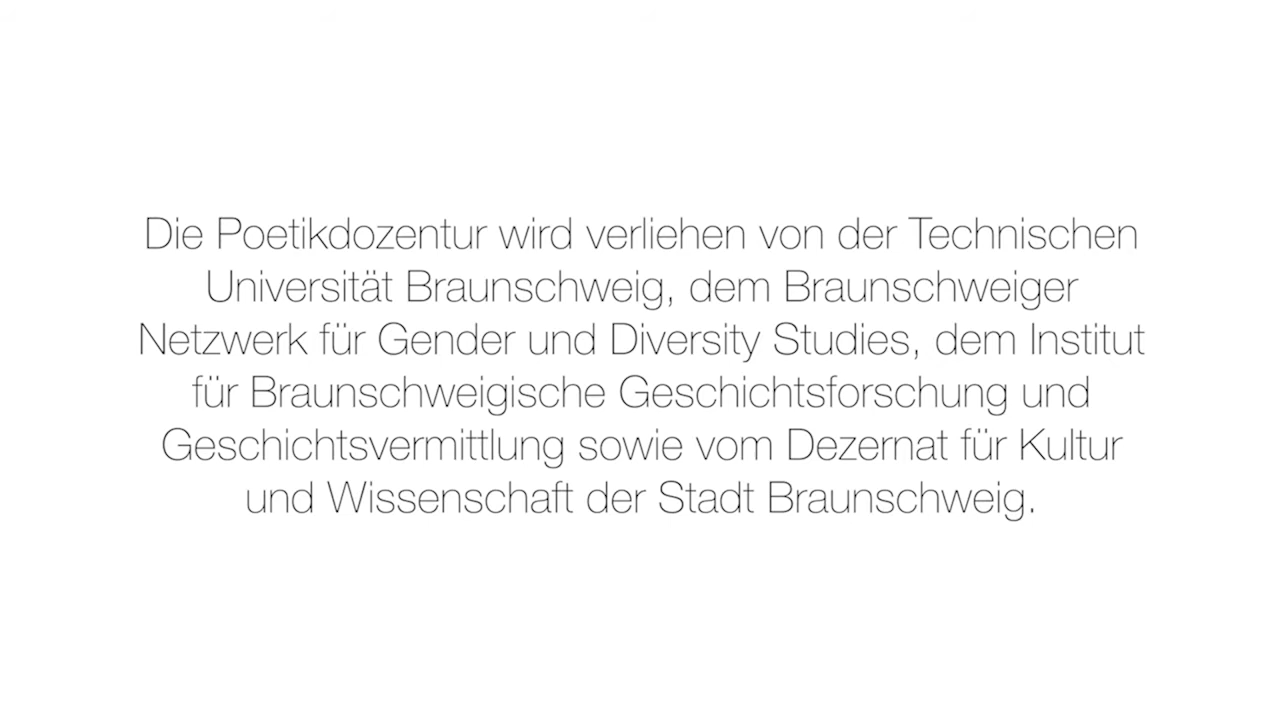 Die Poetikdozentur wird verliehen von der Technischen
Universität Braunschweig, dem Braunschweiger
Netzwerk für Gender und Diversity Studies, dem Institut
für Braunschweigische Geschichtsforschung und
Geschichtsvermittlung sowie vom Dezernat für Kultur
und Wissenschaft der Stadt Braunschweig.